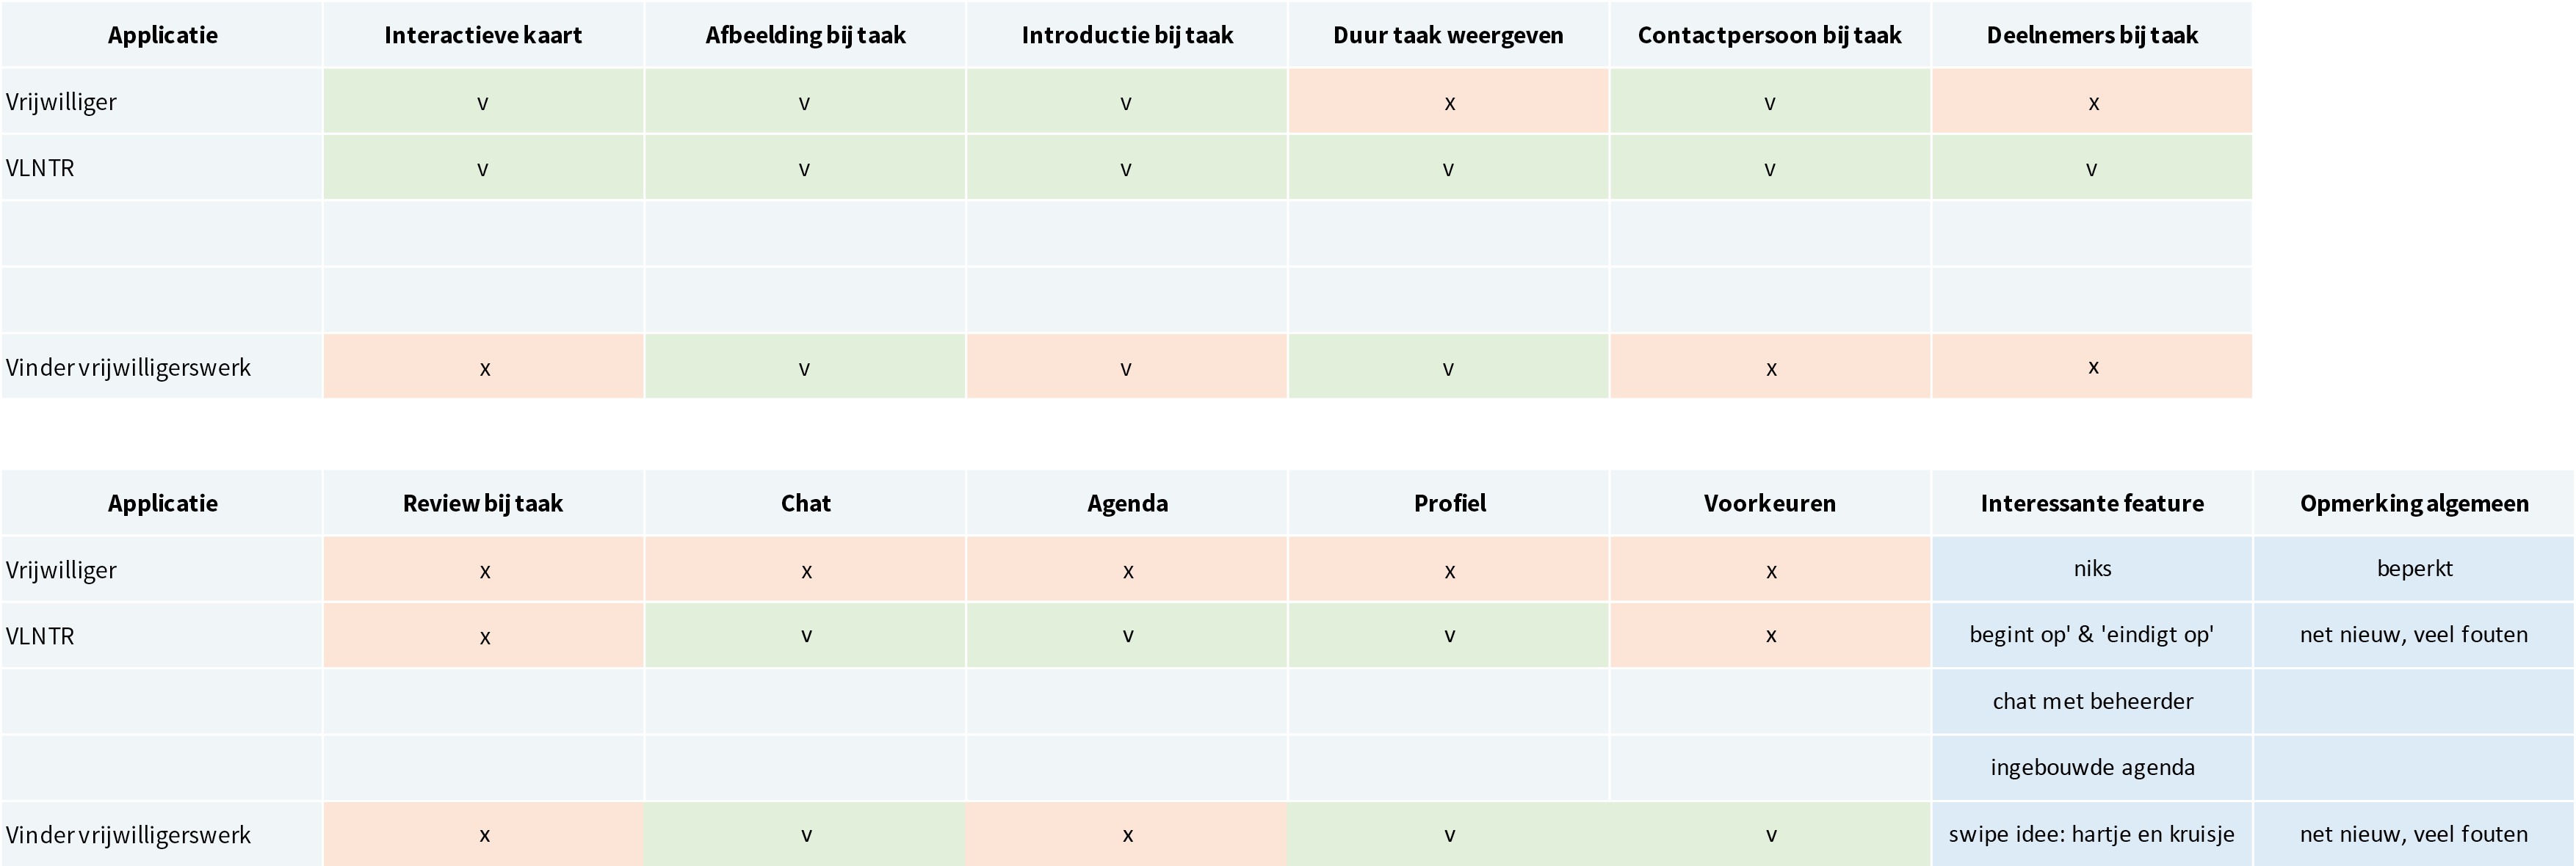 Applicatie Interactieve kaart Afbeelding bij taak Introductie bij taak Duur taak weergeven Contactpersoon bij taak Deelnemers bij taak
Vrijwilliger v v v x v x
VLNTR v v v v v v
Vinder vrijwilligerswerk x v v v x x
Applicatie Review bij taak Chat Agenda Profiel Voorkeuren Interessante feature Opmerking algemeen
Vrijwilliger x x x x x niks beperkt
VLNTR x v v v x begint op' & 'eindigt op' net nieuw, veel fouten
chat met beheerder
ingebouwde agenda
Vinder vrijwilligerswerk x v x v v swipe idee: hartje en kruisje net nieuw, veel fouten